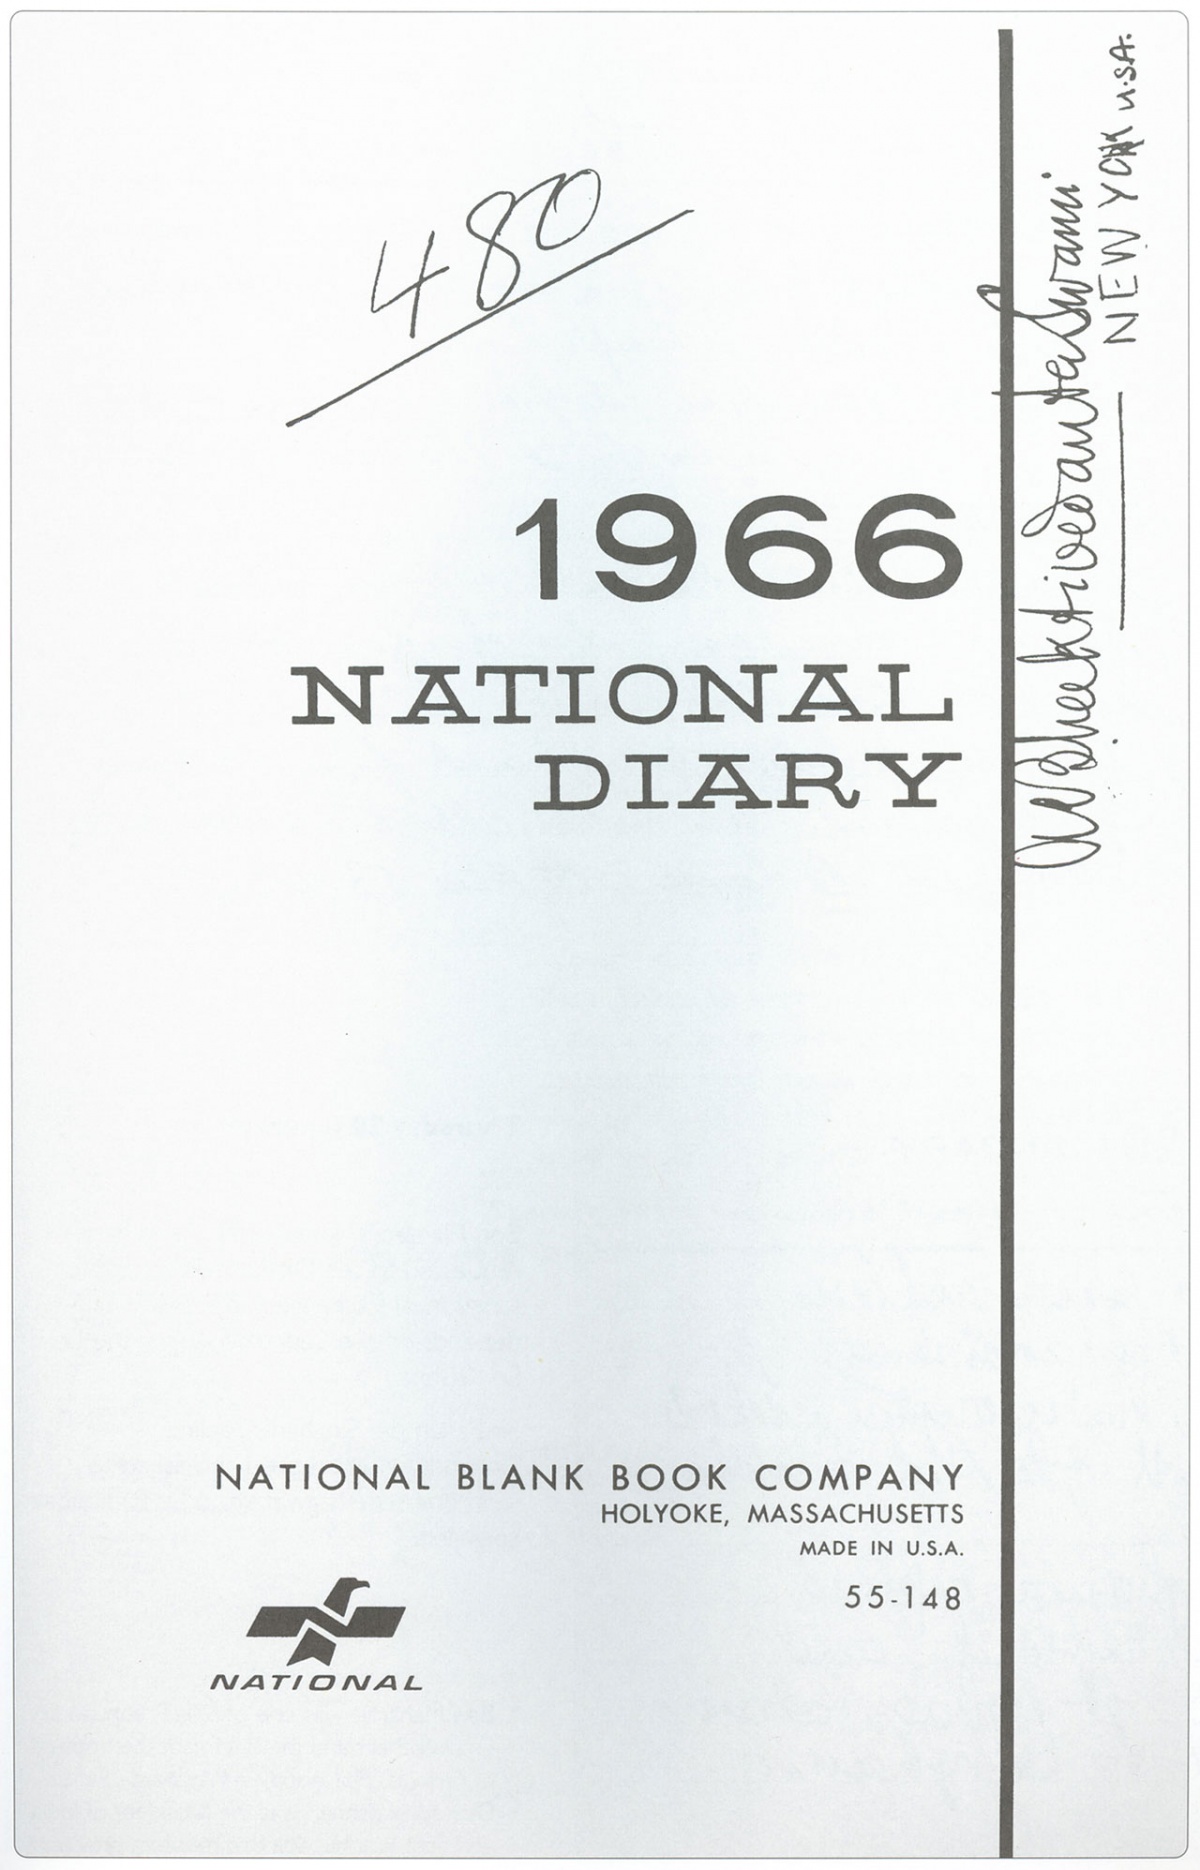 480
1966
NATIONAL
DIARY
A C Bhaktivedanta Swami
NEW YORK U.S.A.
NATIONAL BLANK BOOK COMPANY
HOLYOKE, MASSACHUSETTS
MADE IN U.S.A.
55-148
NATIONAL